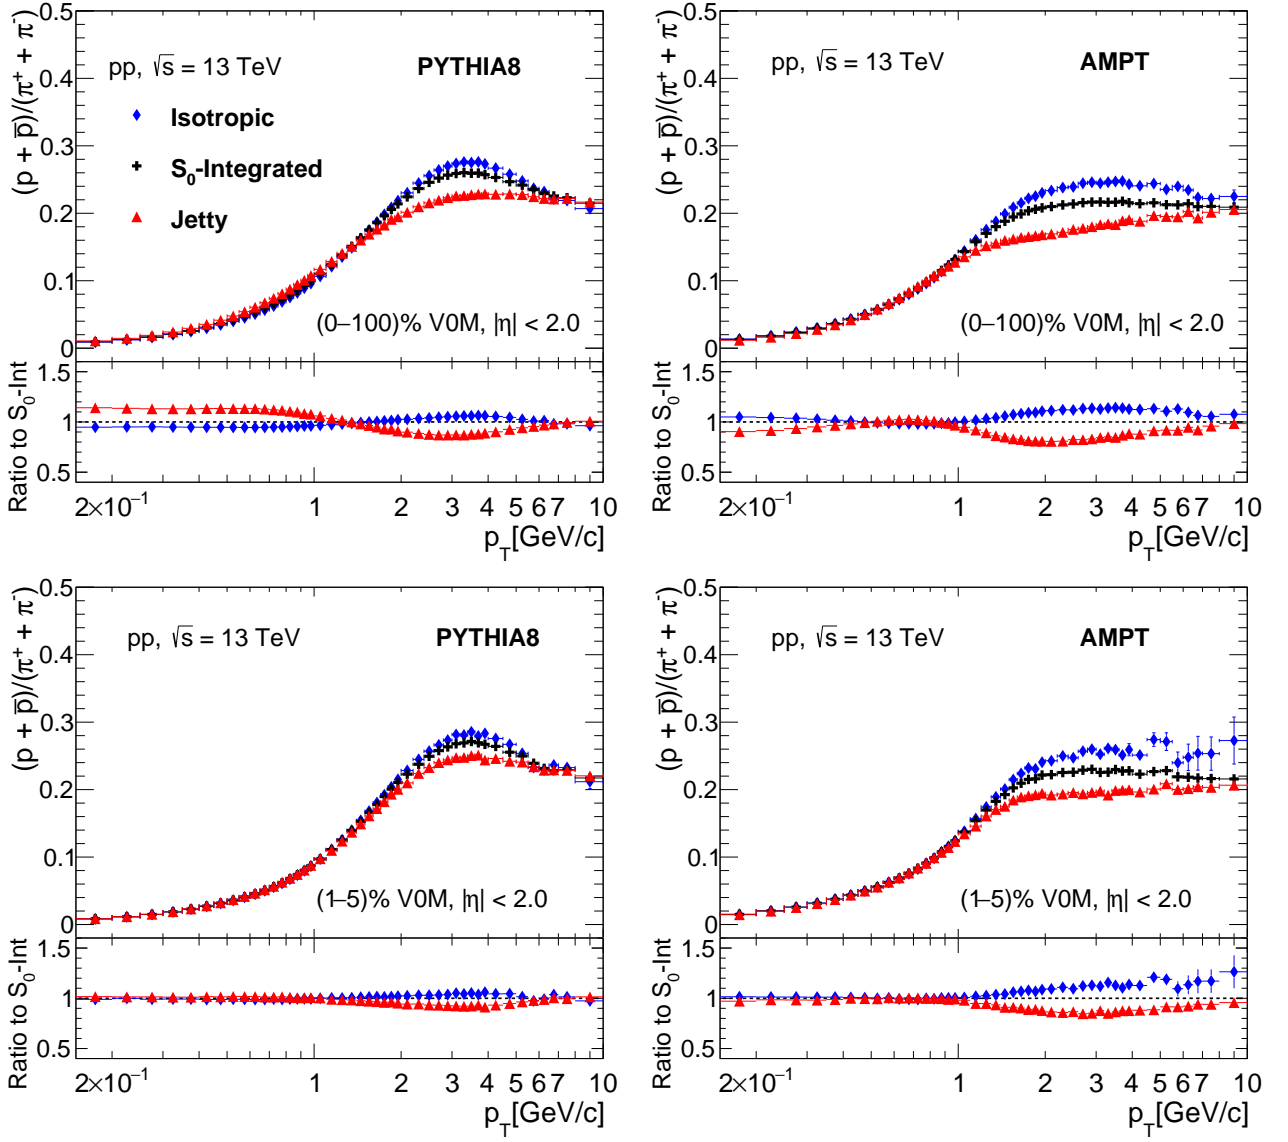 (p + p̅)/(π⁺ + π⁻)
0.5
0.4
0.3
0.2
0.1
0
pp, √s = 13 TeV
PYTHIA8
Isotropic
S₀-Integrated
Jetty
(0–100)% V0M, |η| < 2.0
Ratio to S₀-Int
1.5
1
0.5
2×10⁻¹ 1 2 3 4 5 6 7 10
p_T[GeV/c]
(p + p̅)/(π⁺ + π⁻)
0.5
0.4
0.3
0.2
0.1
0
pp, √s = 13 TeV
AMPT
(0–100)% V0M, |η| < 2.0
Ratio to S₀-Int
1.5
1
0.5
2×10⁻¹ 1 2 3 4 5 6 7 10
p_T[GeV/c]
(p + p̅)/(π⁺ + π⁻)
0.5
0.4
0.3
0.2
0.1
0
pp, √s = 13 TeV
PYTHIA8
(1–5)% V0M, |η| < 2.0
Ratio to S₀-Int
1.5
1
0.5
2×10⁻¹ 1 2 3 4 5 6 7 10
p_T[GeV/c]
(p + p̅)/(π⁺ + π⁻)
0.5
0.4
0.3
0.2
0.1
0
pp, √s = 13 TeV
AMPT
(1–5)% V0M, |η| < 2.0
Ratio to S₀-Int
1.5
1
0.5
2×10⁻¹ 1 2 3 4 5 6 7 10
p_T[GeV/c]